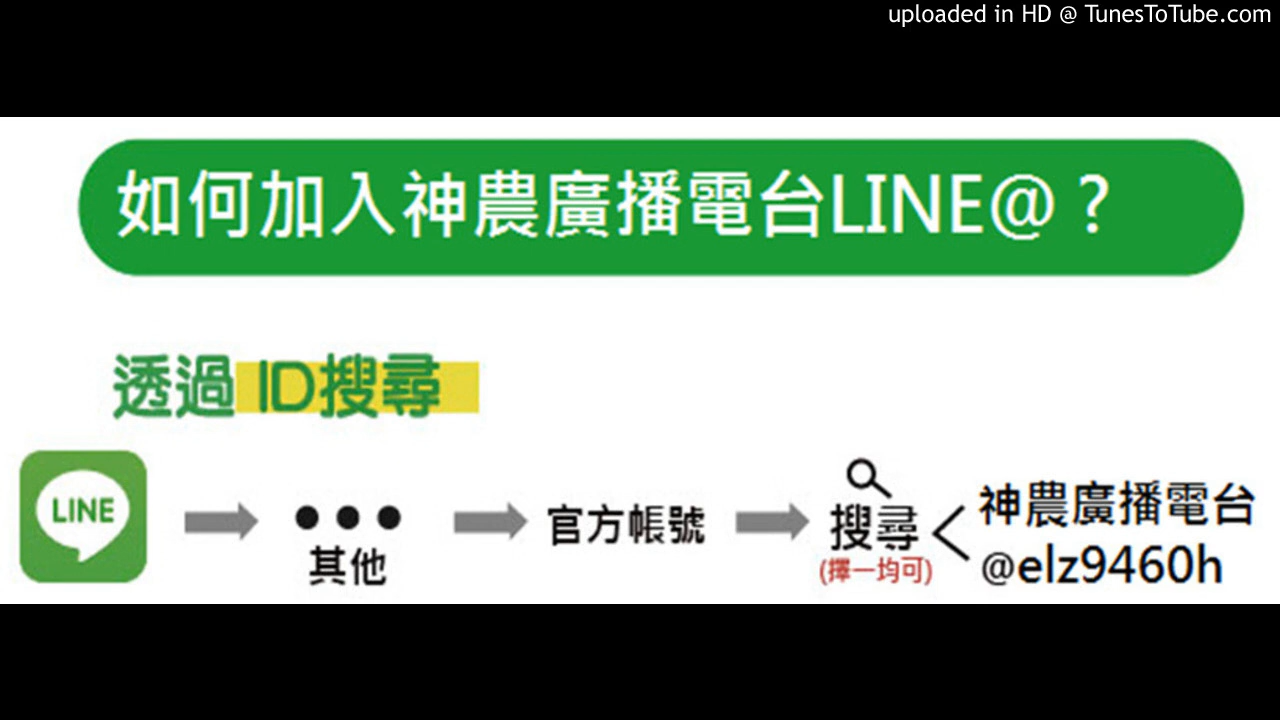 uploaded in HD @ TunesToTube.com
如何加入神農廣播電台LINE@？
透過 ID搜尋
LINE
其他
官方帳號
搜尋
(擇一均可)
神農廣播電台
@elz9460h